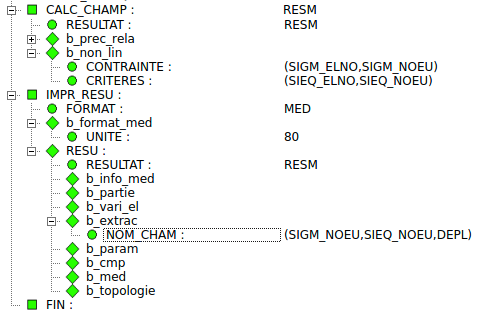 CALC_CHAMP : RESM
RESULTAT : RESM
b_prec_rela
b_non_lin
CONTRAINTE : (SIGM_ELNO,SIGM_NOEU)
CRITERES : (SIEQ_ELNO,SIEQ_NOEU)
IMPR_RESU :
FORMAT : MED
b_format_med
UNITE : 80
RESU :
RESULTAT : RESM
b_info_med
b_partie
b_vari_el
b_extrac
NOM_CHAM : (SIGM_NOEU,SIEQ_NOEU,DEPL)
b_param
b_cmp
b_med
b_topologie
FIN :